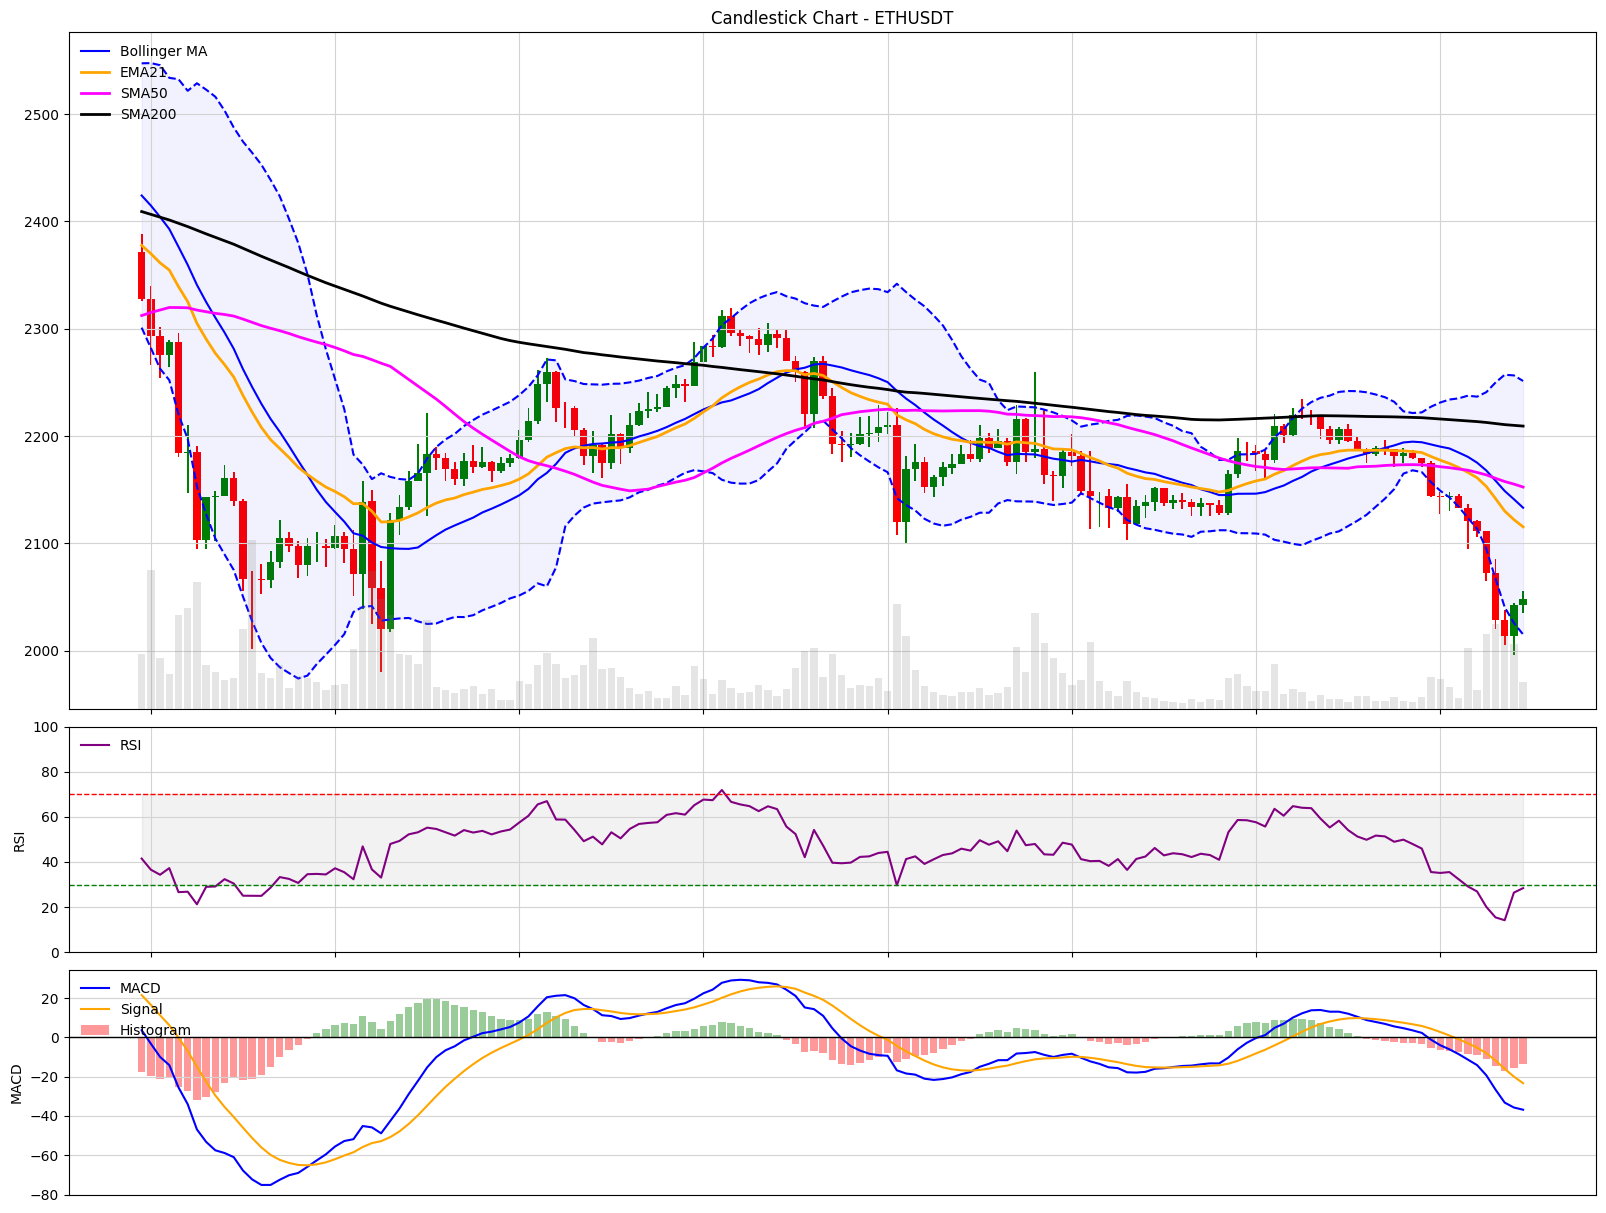 Candlestick Chart - ETHUSDT
Bollinger MA
EMA21
SMA50
SMA200
2500
2400
2300
2200
2100
2000
RSI
100
80
60
40
20
0
RSI
MACD
Signal
Histogram
20
0
−20
−40
−60
−80
MACD